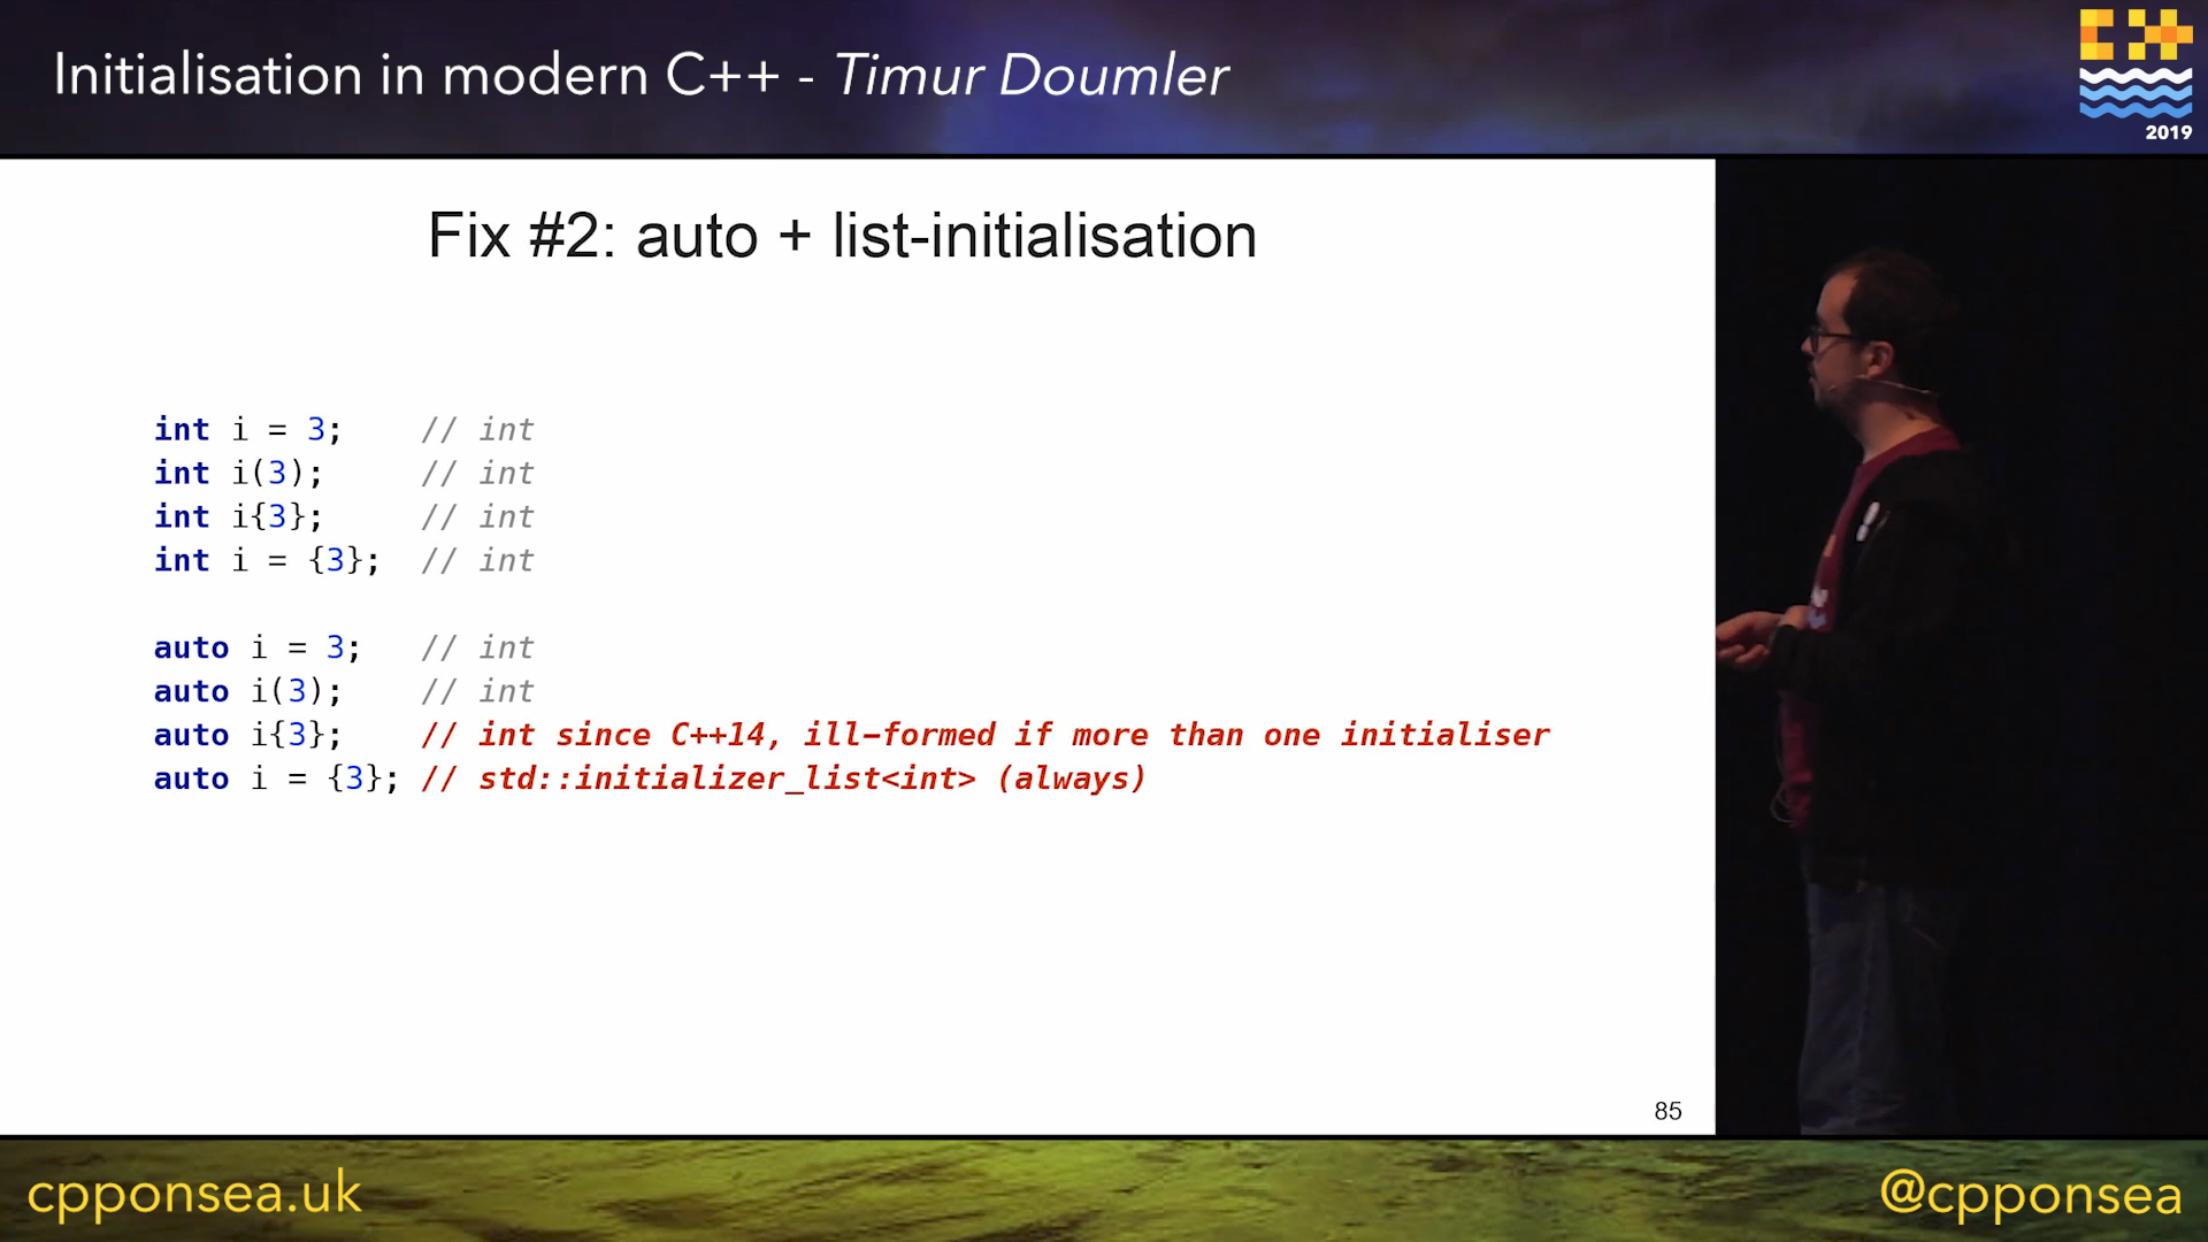 Initialisation in modern C++ - Timur Doumler
2019
Fix #2: auto + list-initialisation
int i = 3;    // int
int i(3);     // int
int i{3};     // int
int i = {3};  // int
auto i = 3;   // int
auto i(3);    // int
auto i{3};    // int since C++14, ill-formed if more than one initialiser
auto i = {3}; // std::initializer_list<int> (always)
85
cpponsea.uk
@cpponsea